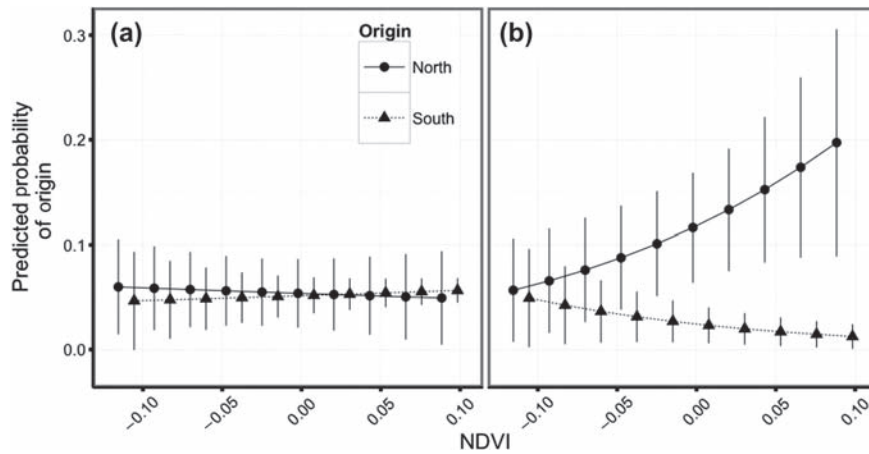 (a)
(b)
Origin
North
South
Predicted probability
of origin
0.3
0.2
0.1
0.0
−0.10
−0.05
0.00
0.05
0.10
−0.10
−0.05
0.00
0.05
0.10
NDVI